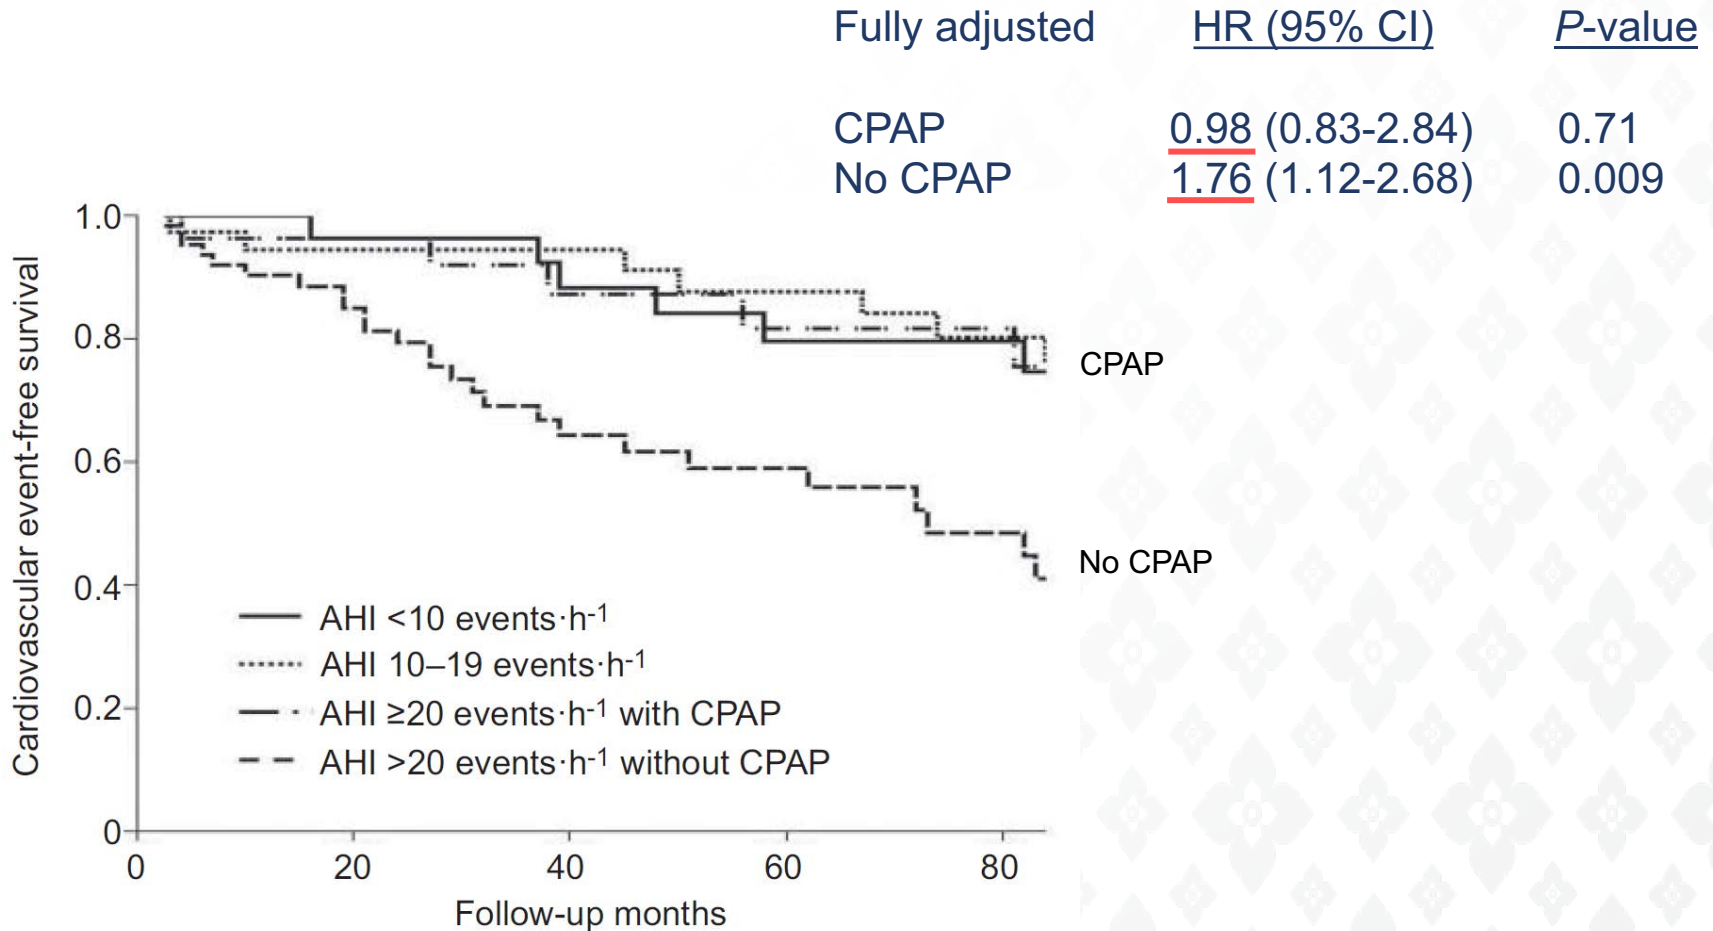 Fully adjusted HR (95% CI) P-value
CPAP 0.98 (0.83-2.84) 0.71
No CPAP 1.76 (1.12-2.68) 0.009
Cardiovascular event-free survival
1.0
0.8
0.6
0.4
0.2
0
CPAP
No CPAP
AHI <10 events·h-1
AHI 10–19 events·h-1
AHI ≥20 events·h-1 with CPAP
AHI >20 events·h-1 without CPAP
0 20 40 60 80
Follow-up months